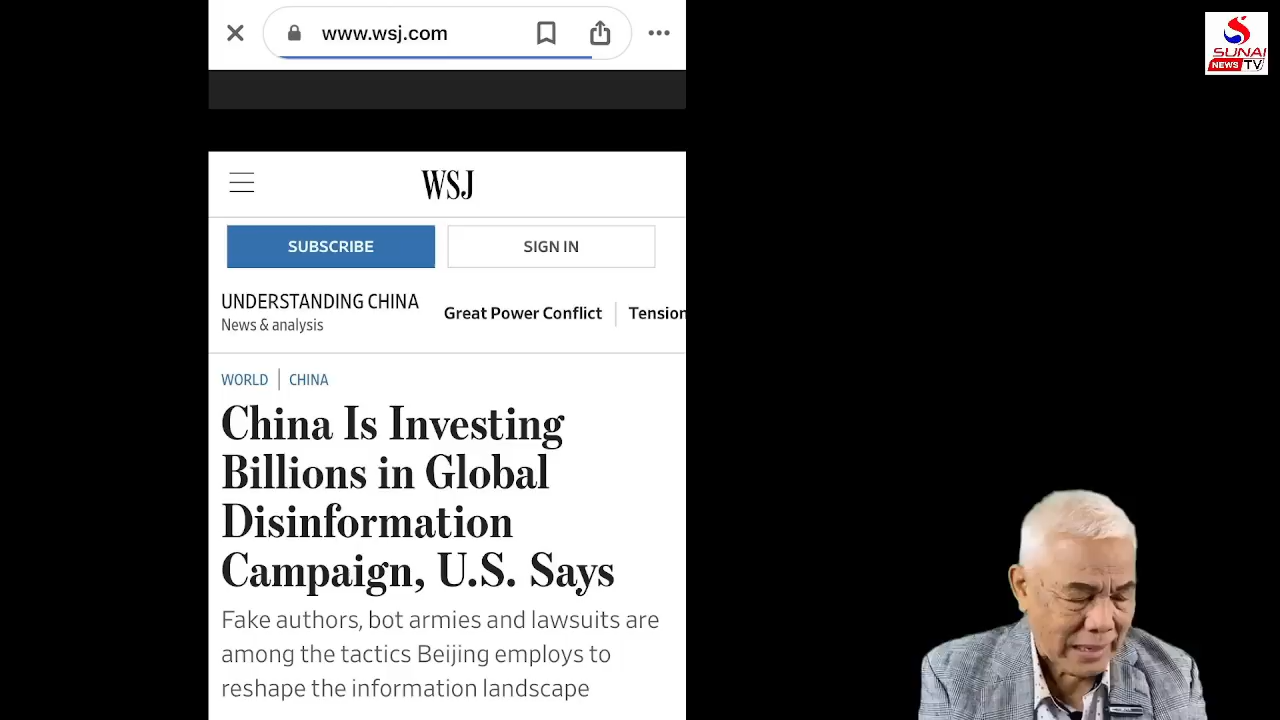 www.wsj.com
SUNAI
NEWS TV
WSJ
SUBSCRIBE
SIGN IN
UNDERSTANDING CHINA
News & analysis
Great Power Conflict
Tension
WORLD
CHINA
China Is Investing
Billions in Global
Disinformation
Campaign, U.S. Says
Fake authors, bot armies and lawsuits are
among the tactics Beijing employs to
reshape the information landscape